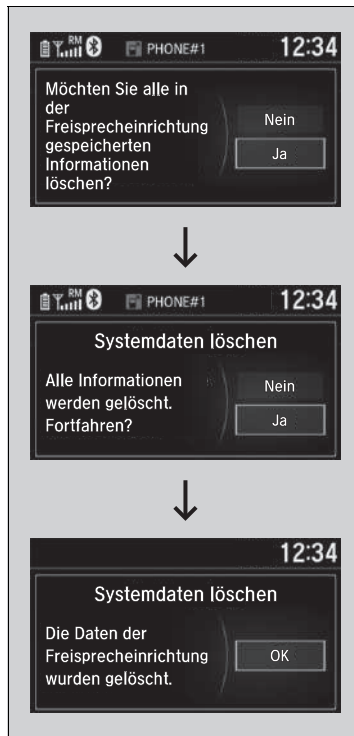 RM PHONE#1 12:34
Möchten Sie alle in
der
Freisprecheinrichtung
gespeicherten
Informationen
löschen?
Nein
Ja
RM PHONE#1 12:34
Systemdaten löschen
Alle Informationen
werden gelöscht.
Fortfahren?
Nein
Ja
12:34
Systemdaten löschen
Die Daten der
Freisprecheinrichtung
wurden gelöscht.
OK